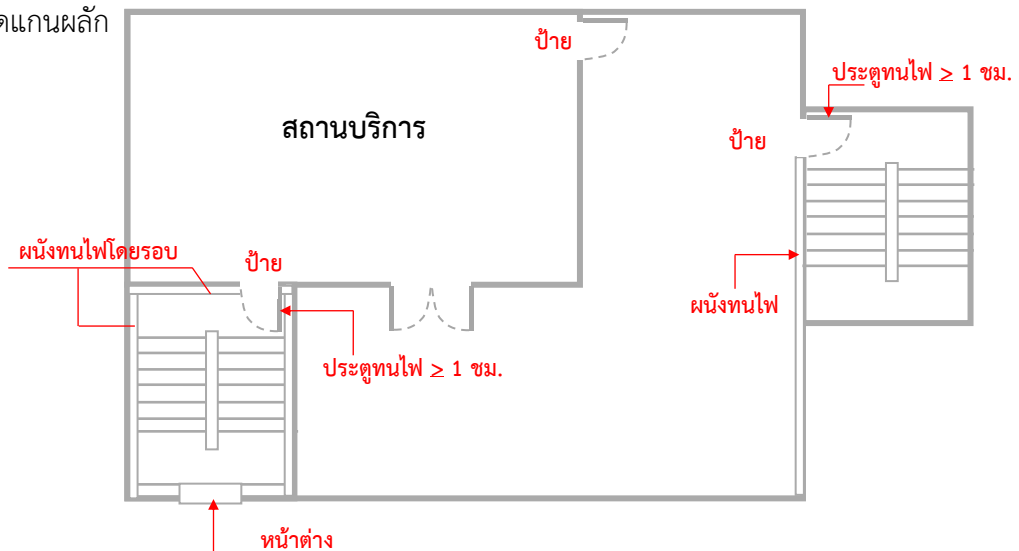 ดแกนผลัก
ป้าย
ประตูทนไฟ ≥ 1 ชม.
สถานบริการ
ป้าย
ผนังทนไฟโดยรอบ
ป้าย
ผนังทนไฟ
ประตูทนไฟ ≥ 1 ชม.
หน้าต่าง